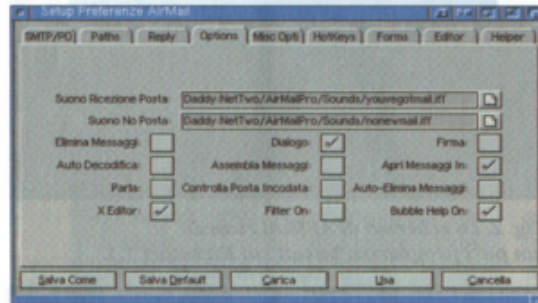 Setup Preferenze AirMail
SMTP/PO) Paths Reply Options Misc Opti) HotKeys Forms Editor Helper
Suono Ricezione Posta: Daddy:NetTwo/AirMailPro/Sounds/youvegotmail.iff
Suono No Posta: Daddy:NetTwo/AirMailPro/Sounds/nonewmail.iff
Elimina Messaggi: Dialogo: Firma:
Auto Decodifica: Assembla Messaggi: Apri Messaggi In:
Parla: Controlla Posta Incodata: Auto-Elimina Messaggi:
X Editor: Filter On: Bubble Help On:
Salva Come Salva Default Carica Usa Cancella